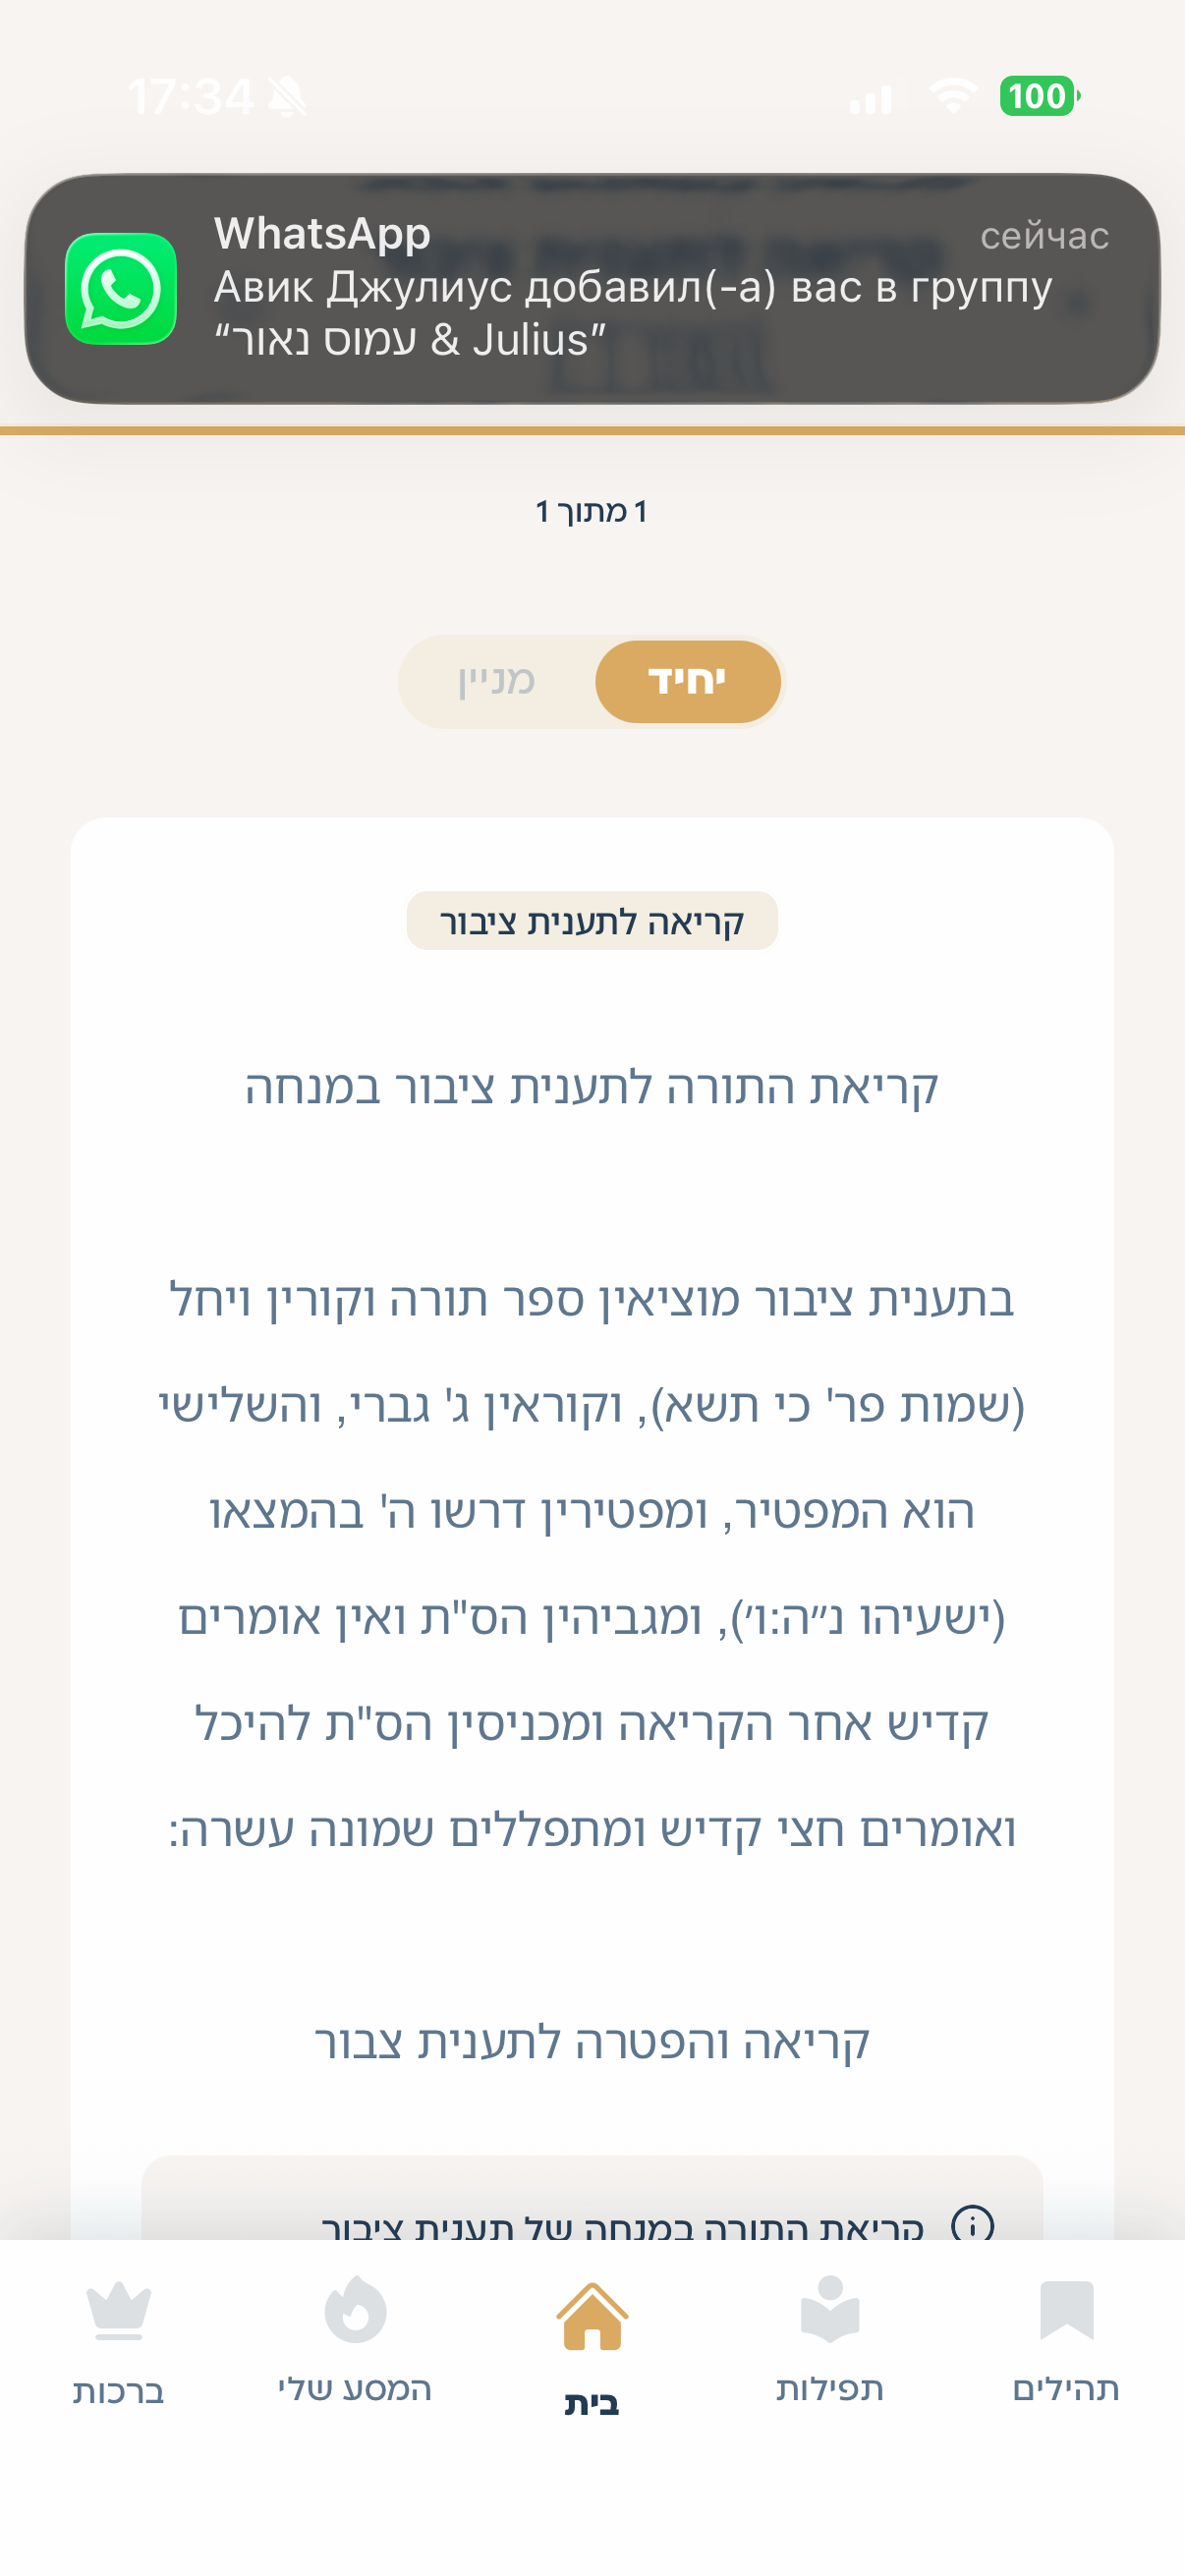 17:34
100
WhatsApp
сейчас
Авик Джулиус добавил(-а) вас в группу
“עמוס נאור & Julius”
1 מתוך 1
יחיד
מניין
קריאה לתענית ציבור
קריאת התורה לתענית ציבור במנחה
בתענית ציבור מוציאין ספר תורה וקורין ויחל
(שמות פר' כי תשא), וקוראין ג' גברי, והשלישי
הוא המפטיר, ומפטירין דרשו ה' בהמצאו
(ישעיהו נ״ה:ו׳), ומגביהין הס"ת ואין אומרים
קדיש אחר הקריאה ומכניסין הס"ת להיכל
ואומרים חצי קדיש ומתפללים שמונה עשרה:
קריאה והפטרה לתענית צבור
קריאת התורה במנחה של תענית ציבור
תהילים
תפילות
בית
המסע שלי
ברכות